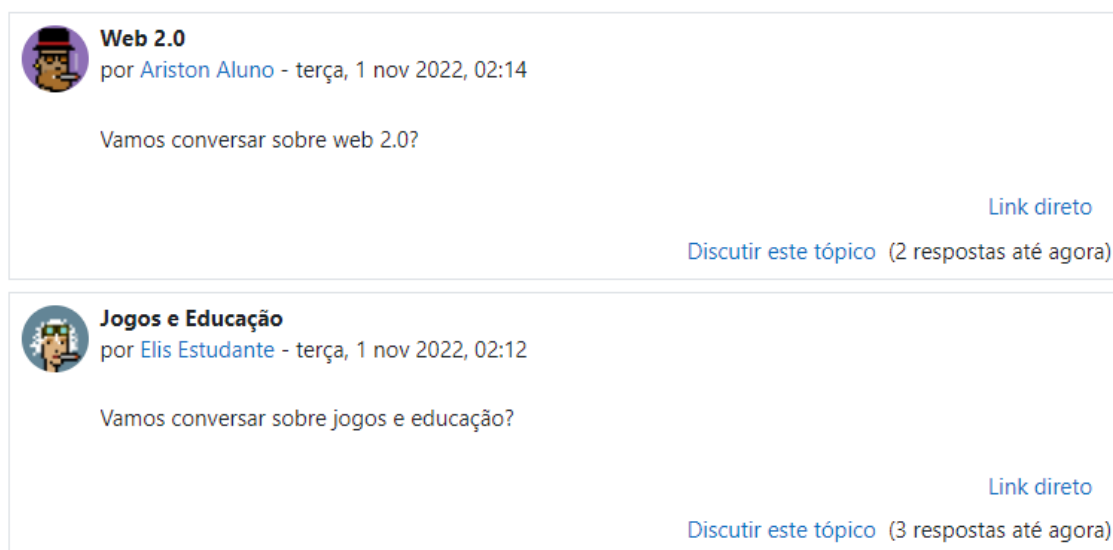 Web 2.0
por Ariston Aluno - terça, 1 nov 2022, 02:14
Vamos conversar sobre web 2.0?
Link direto
Discutir este tópico (2 respostas até agora)
Jogos e Educação
por Elis Estudante - terça, 1 nov 2022, 02:12
Vamos conversar sobre jogos e educação?
Link direto
Discutir este tópico (3 respostas até agora)